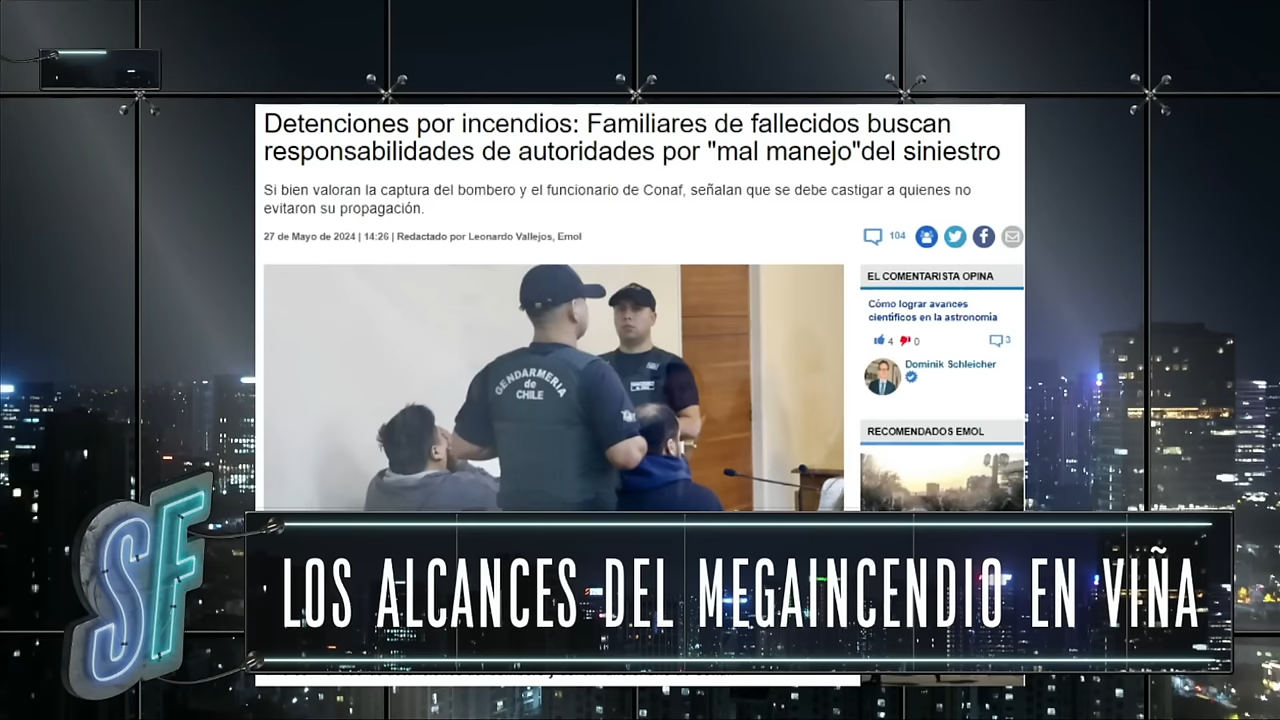 Detenciones por incendios: Familiares de fallecidos buscan
responsabilidades de autoridades por "mal manejo"del siniestro
Si bien valoran la captura del bombero y el funcionario de Conaf, señalan que se debe castigar a quienes no
evitaron su propagación.
27 de Mayo de 2024 | 14:26 | Redactado por Leonardo Vallejos, Emol
104
GENDARMERIA
de
CHILE
EL COMENTARISTA OPINA
Cómo lograr avances
científicos en la astronomía
4 0 3
Dominik Schleicher
RECOMENDADOS EMOL
SF
LOS ALCANCES DEL MEGAINCENDIO EN VIÑA